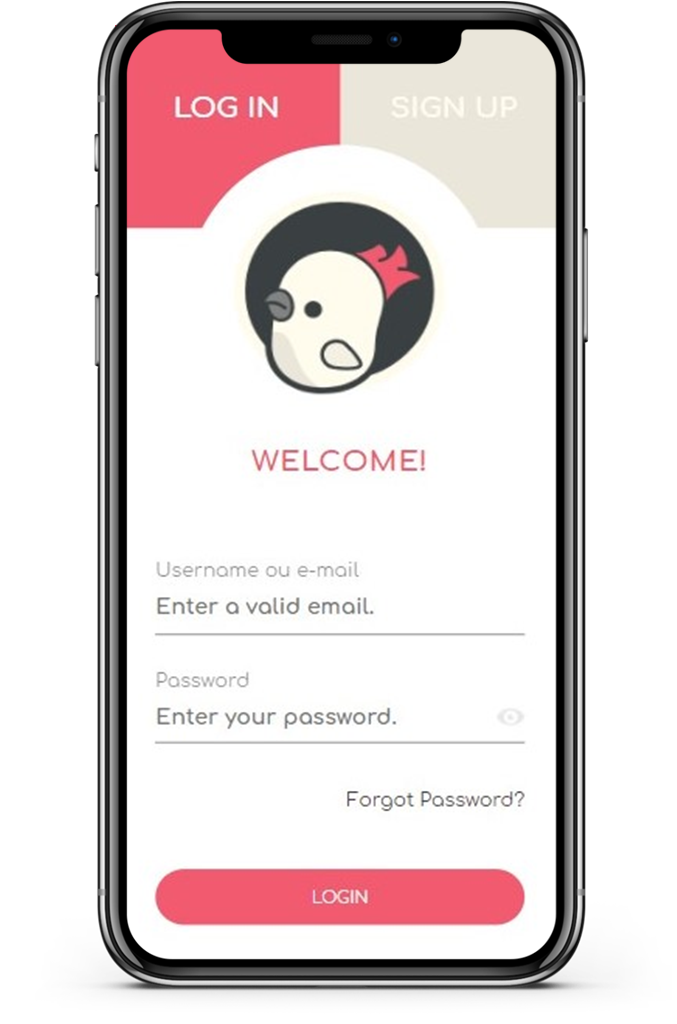 LOG IN
SIGN UP
WELCOME!
Username ou e-mail
Enter a valid email.
Password
Enter your password.
Forgot Password?
LOGIN